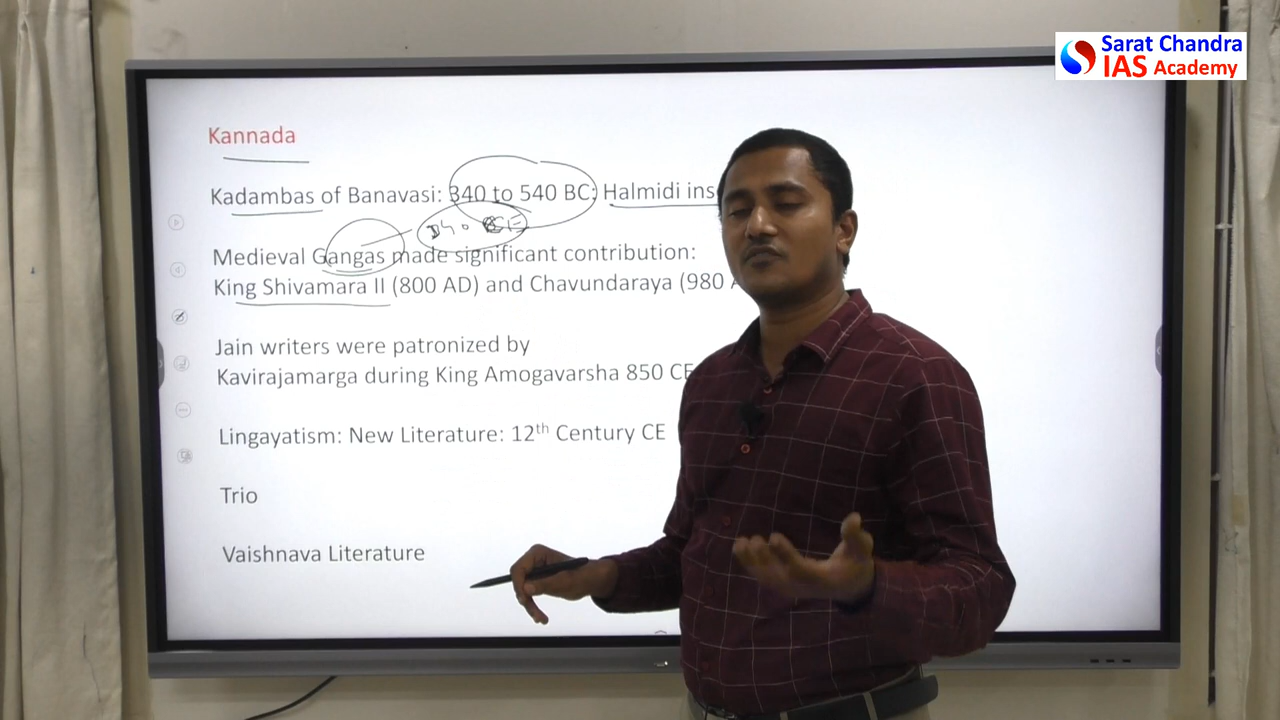 Sarat Chandra
IAS Academy
Kannada
Kadambas of Banavasi: 340 to 540 BC; Halmidi ins
540 CE
Medieval Gangas made significant contribution:
King Shivamara II (800 AD) and Chavundaraya (980 A
Jain writers were patronized by
Kavirajamarga during King Amogavarsha 850 CE
Lingayatism: New Literature: 12th Century CE
Trio
Vaishnava Literature